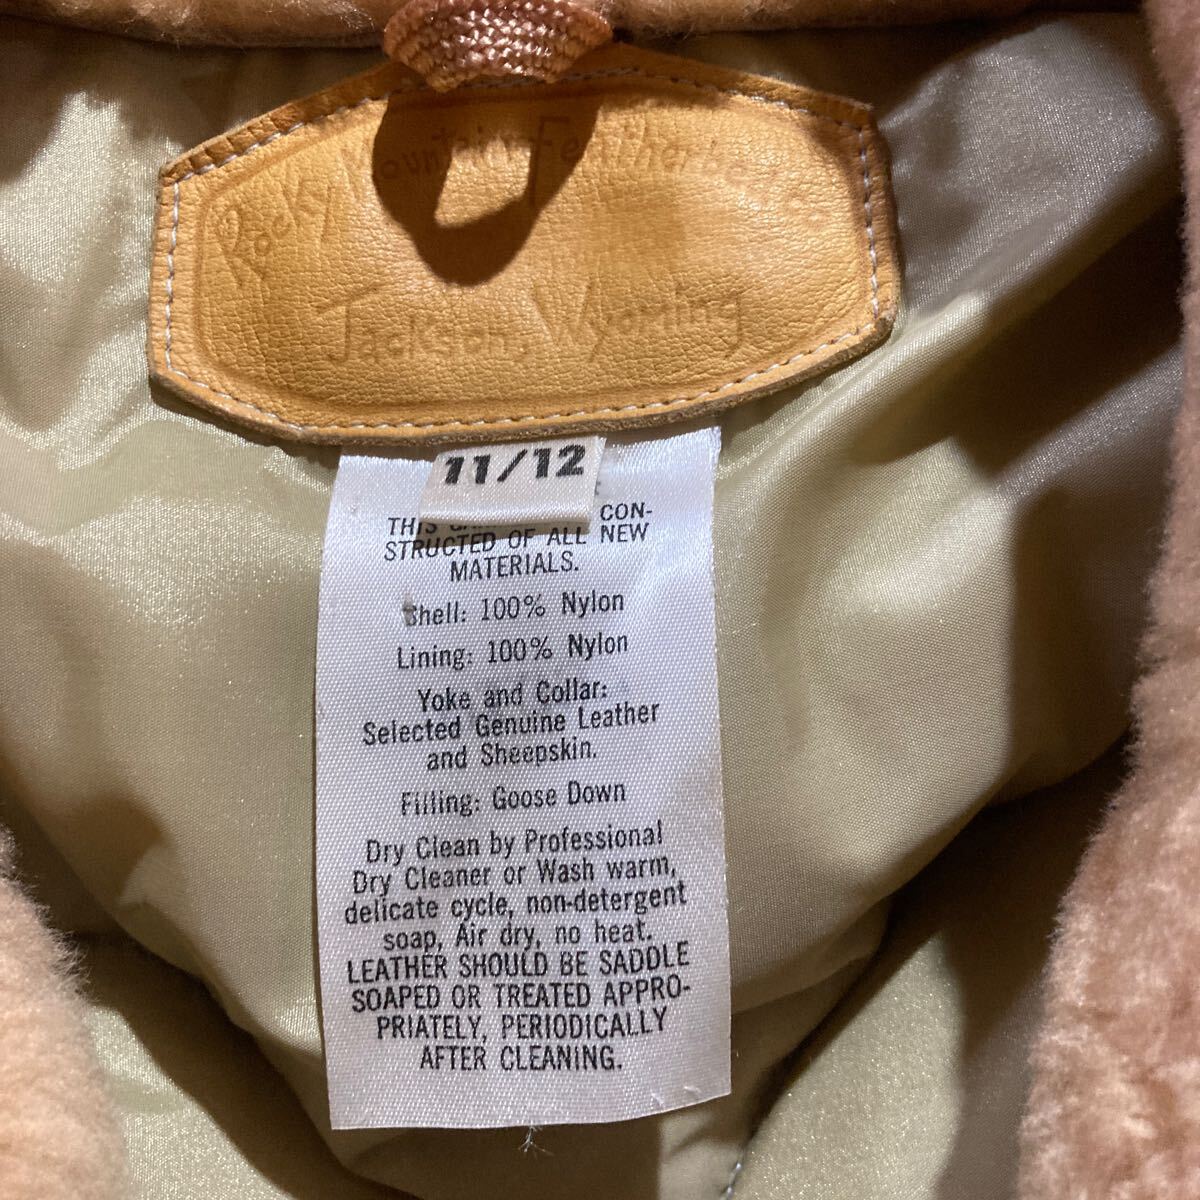 Rocky Mountain Featherbed Co
Jackson, Wyoming
11/12
THIS CON-
STRUCTED OF ALL NEW
MATERIALS.
Shell: 100% Nylon
Lining: 100% Nylon
Yoke and Collar:
Selected Genuine Leather
and Sheepskin.
Filling: Goose Down
Dry Clean by Professional
Dry Cleaner or Wash warm,
delicate cycle, non-detergent
soap, Air dry, no heat.
LEATHER SHOULD BE SADDLE
SOAPED OR TREATED APPRO-
PRIATELY, PERIODICALLY
AFTER CLEANING.